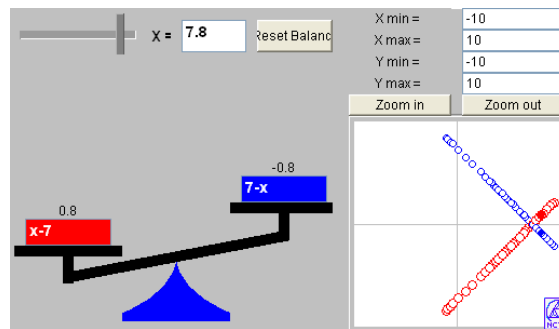 X = 7.8 Reset Balanc
X min = -10
X max = 10
Y min = -10
Y max = 10
Zoom in Zoom out
-0.8
7-x
0.8
x-7